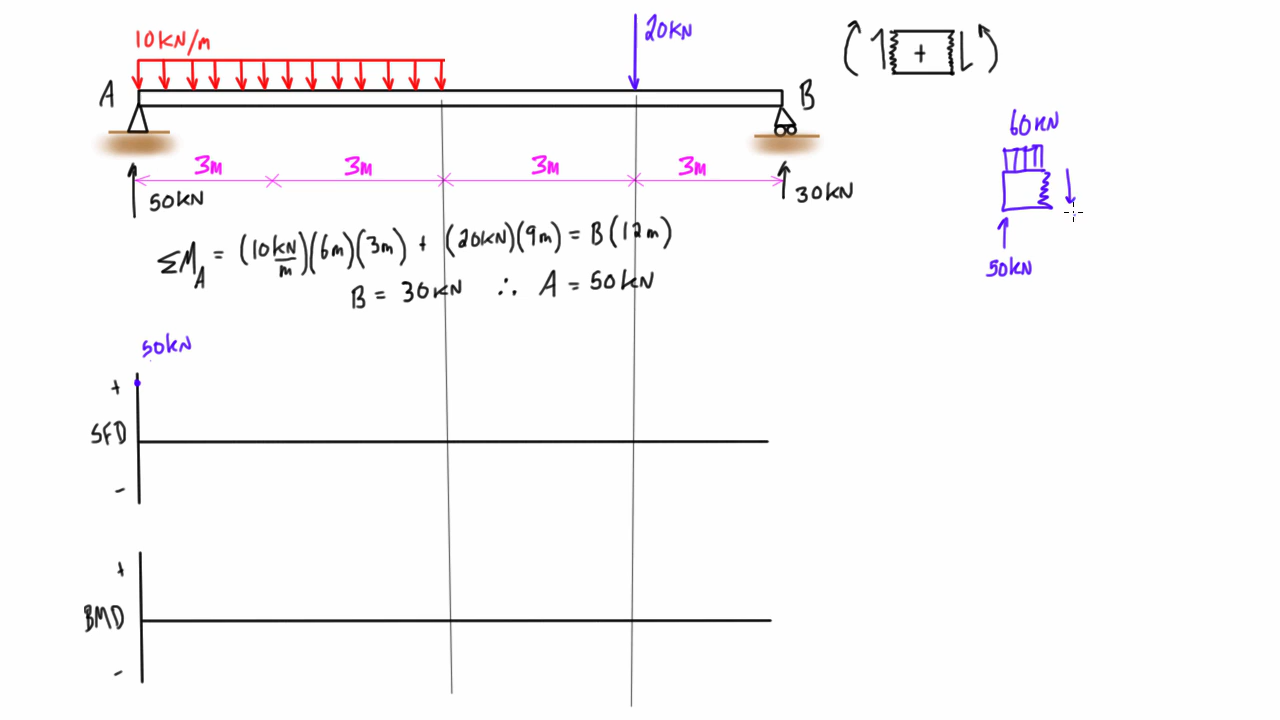 10KN/m
20KN
+
A
B
60KN
3m 3m 3m 3m
50KN
30KN
ΣM_A = (10 KN/m)(6m)(3m) + (20KN)(9m) = B(12m)
B = 30KN ∴ A = 50KN
50KN
50KN
+
SFD
-
+
BMD
-